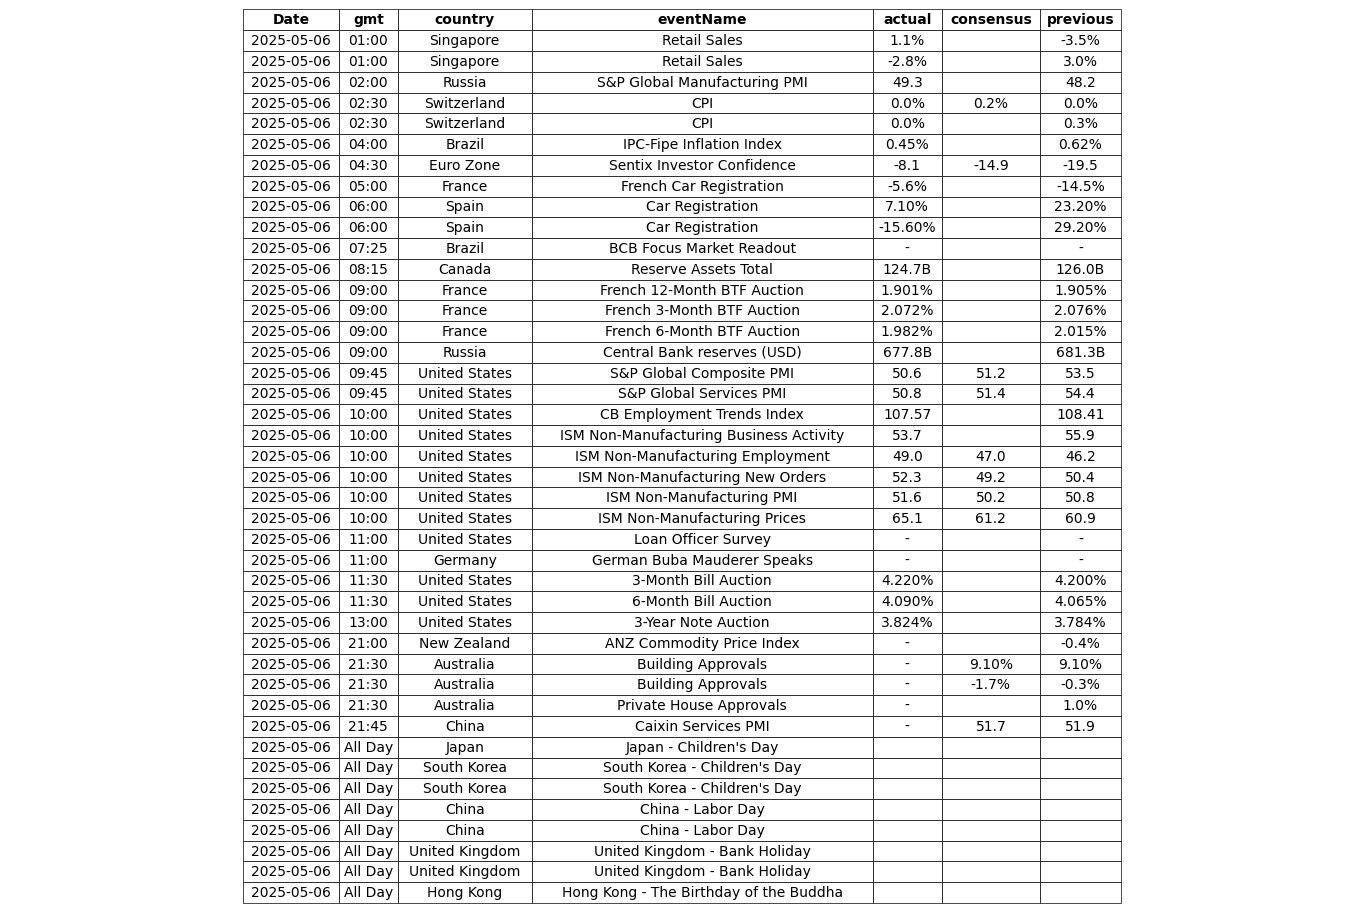 Date gmt country eventName actual consensus previous
2025-05-06 01:00 Singapore Retail Sales 1.1% -3.5%
2025-05-06 01:00 Singapore Retail Sales -2.8% 3.0%
2025-05-06 02:00 Russia S&P Global Manufacturing PMI 49.3 48.2
2025-05-06 02:30 Switzerland CPI 0.0% 0.2% 0.0%
2025-05-06 02:30 Switzerland CPI 0.0% 0.3%
2025-05-06 04:00 Brazil IPC-Fipe Inflation Index 0.45% 0.62%
2025-05-06 04:30 Euro Zone Sentix Investor Confidence -8.1 -14.9 -19.5
2025-05-06 05:00 France French Car Registration -5.6% -14.5%
2025-05-06 06:00 Spain Car Registration 7.10% 23.20%
2025-05-06 06:00 Spain Car Registration -15.60% 29.20%
2025-05-06 07:25 Brazil BCB Focus Market Readout - -
2025-05-06 08:15 Canada Reserve Assets Total 124.7B 126.0B
2025-05-06 09:00 France French 12-Month BTF Auction 1.901% 1.905%
2025-05-06 09:00 France French 3-Month BTF Auction 2.072% 2.076%
2025-05-06 09:00 France French 6-Month BTF Auction 1.982% 2.015%
2025-05-06 09:00 Russia Central Bank reserves (USD) 677.8B 681.3B
2025-05-06 09:45 United States S&P Global Composite PMI 50.6 51.2 53.5
2025-05-06 09:45 United States S&P Global Services PMI 50.8 51.4 54.4
2025-05-06 10:00 United States CB Employment Trends Index 107.57 108.41
2025-05-06 10:00 United States ISM Non-Manufacturing Business Activity 53.7 55.9
2025-05-06 10:00 United States ISM Non-Manufacturing Employment 49.0 47.0 46.2
2025-05-06 10:00 United States ISM Non-Manufacturing New Orders 52.3 49.2 50.4
2025-05-06 10:00 United States ISM Non-Manufacturing PMI 51.6 50.2 50.8
2025-05-06 10:00 United States ISM Non-Manufacturing Prices 65.1 61.2 60.9
2025-05-06 11:00 United States Loan Officer Survey - -
2025-05-06 11:00 Germany German Buba Mauderer Speaks - -
2025-05-06 11:30 United States 3-Month Bill Auction 4.220% 4.200%
2025-05-06 11:30 United States 6-Month Bill Auction 4.090% 4.065%
2025-05-06 13:00 United States 3-Year Note Auction 3.824% 3.784%
2025-05-06 21:00 New Zealand ANZ Commodity Price Index - -0.4%
2025-05-06 21:30 Australia Building Approvals - 9.10% 9.10%
2025-05-06 21:30 Australia Building Approvals - -1.7% -0.3%
2025-05-06 21:30 Australia Private House Approvals - 1.0%
2025-05-06 21:45 China Caixin Services PMI - 51.7 51.9
2025-05-06 All Day Japan Japan - Children's Day
2025-05-06 All Day South Korea South Korea - Children's Day
2025-05-06 All Day South Korea South Korea - Children's Day
2025-05-06 All Day China China - Labor Day
2025-05-06 All Day China China - Labor Day
2025-05-06 All Day United Kingdom United Kingdom - Bank Holiday
2025-05-06 All Day United Kingdom United Kingdom - Bank Holiday
2025-05-06 All Day Hong Kong Hong Kong - The Birthday of the Buddha